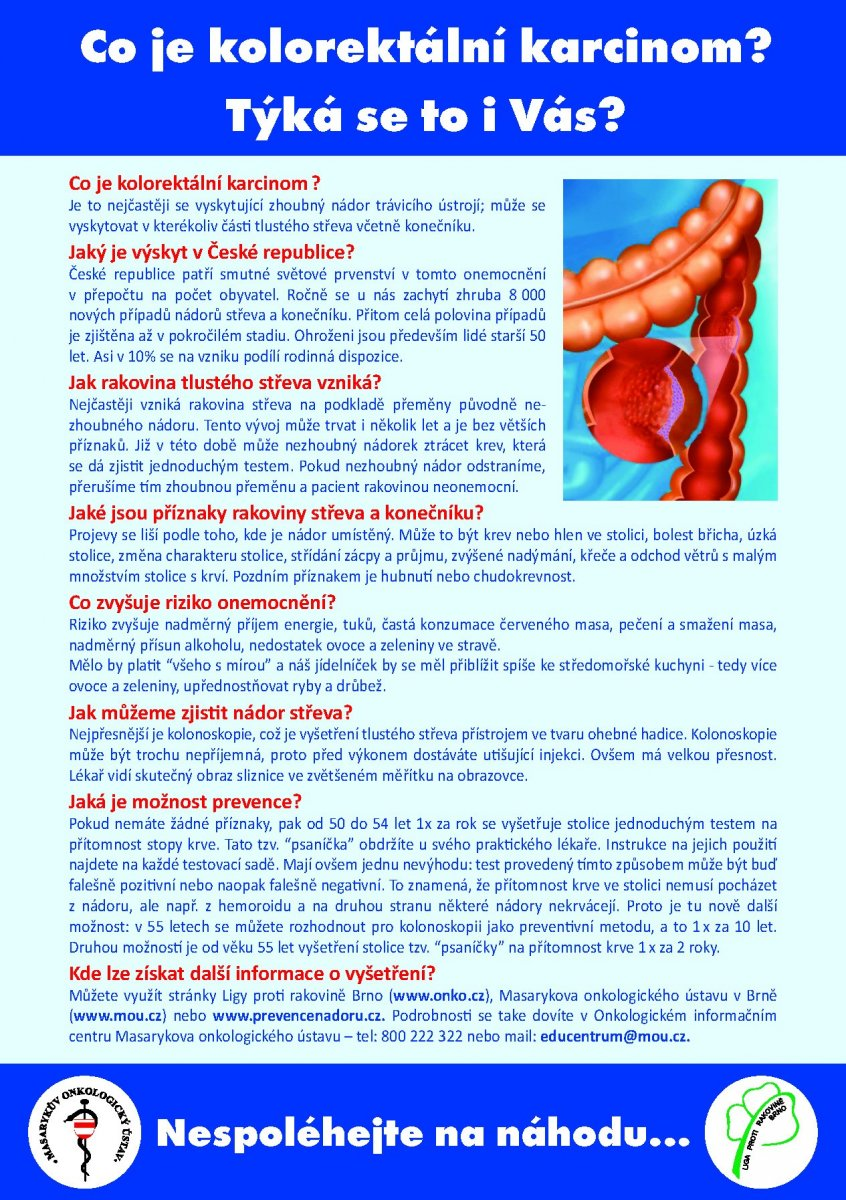 Co je kolorektální karcinom?
Týká se to i Vás?
Co je kolorektální karcinom?
Je to nejčastěji se vyskytující zhoubný nádor trávicího ústrojí; může se
vyskytovat v kterékoliv části tlustého střeva včetně konečníku.
Jaký je výskyt v České republice?
České republice patří smutné světové prvenství v tomto onemocnění
v přepočtu na počet obyvatel. Ročně se u nás zachytí zhruba 8 000
nových případů nádorů střeva a konečníku. Přitom celá polovina případů
je zjištěna až v pokročilém stadiu. Ohroženi jsou především lidé starší 50
let. Asi v 10% se na vzniku podílí rodinná dispozice.
Jak rakovina tlustého střeva vzniká?
Nejčastěji vzniká rakovina střeva na podkladě přeměny původně ne-
zhoubného nádoru. Tento vývoj může trvat i několik let a je bez větších
příznaků. Již v této době může nezhoubný nádorek ztrácet krev, která
se dá zjistit jednoduchým testem. Pokud nezhoubný nádor odstraníme,
přerušíme tím zhoubnou přeměnu a pacient rakovinou neonemocní.
Jaké jsou příznaky rakoviny střeva a konečníku?
Projevy se liší podle toho, kde je nádor umístěný. Může to být krev nebo hlen ve stolici, bolest břicha, úzká
stolice, změna charakteru stolice, střídání zácpy a průjmu, zvýšené nadýmání, křeče a odchod větrů s malým
množstvím stolice s krví. Pozdním příznakem je hubnutí nebo chudokrevnost.
Co zvyšuje riziko onemocnění?
Riziko zvyšuje nadměrný příjem energie, tuků, častá konzumace červeného masa, pečení a smažení masa,
nadměrný přísun alkoholu, nedostatek ovoce a zeleniny ve stravě.
Mělo by platit “všeho s mírou” a náš jídelníček by se měl přiblížit spíše ke středomořské kuchyni - tedy více
ovoce a zeleniny, upřednostňovat ryby a drůbež.
Jak můžeme zjistit nádor střeva?
Nejpřesnější je kolonoskopie, což je vyšetření tlustého střeva přístrojem ve tvaru ohebné hadice. Kolonoskopie
může být trochu nepříjemná, proto před výkonem dostáváte utišující injekci. Ovšem má velkou přesnost.
Lékař vidí skutečný obraz sliznice ve zvětšeném měřítku na obrazovce.
Jaká je možnost prevence?
Pokud nemáte žádné příznaky, pak od 50 do 54 let 1x za rok se vyšetřuje stolice jednoduchým testem na
přítomnost stopy krve. Tato tzv. “psaníčka” obdržíte u svého praktického lékaře. Instrukce na jejich použití
najdete na každé testovací sadě. Mají ovšem jednu nevýhodu: test provedený tímto způsobem může být buď
falešně pozitivní nebo naopak falešně negativní. To znamená, že přítomnost krve ve stolici nemusí pocházet
z nádoru, ale např. z hemoroidu a na druhou stranu některé nádory nekrvácejí. Proto je tu nově další
možnost: v 55 letech se můžete rozhodnout pro kolonoskopii jako preventivní metodu, a to 1 x za 10 let.
Druhou možností je od věku 55 let vyšetření stolice tzv. “psaníčky” na přítomnost krve 1 x za 2 roky.
Kde lze získat další informace o vyšetření?
Můžete využít stránky Ligy proti rakovině Brno (www.onko.cz), Masarykova onkologického ústavu v Brně
(www.mou.cz) nebo www.prevencenadoru.cz. Podrobnosti se take dovíte v Onkologickém informačním
centru Masarykova onkologického ústavu – tel: 800 222 322 nebo mail: educentrum@mou.cz.
• MASARYKŮV ONKOLOGICKÝ ÚSTAV •
Nespoléhejte na náhodu...
LIGA PROTI RAKOVINĚ
BRNO